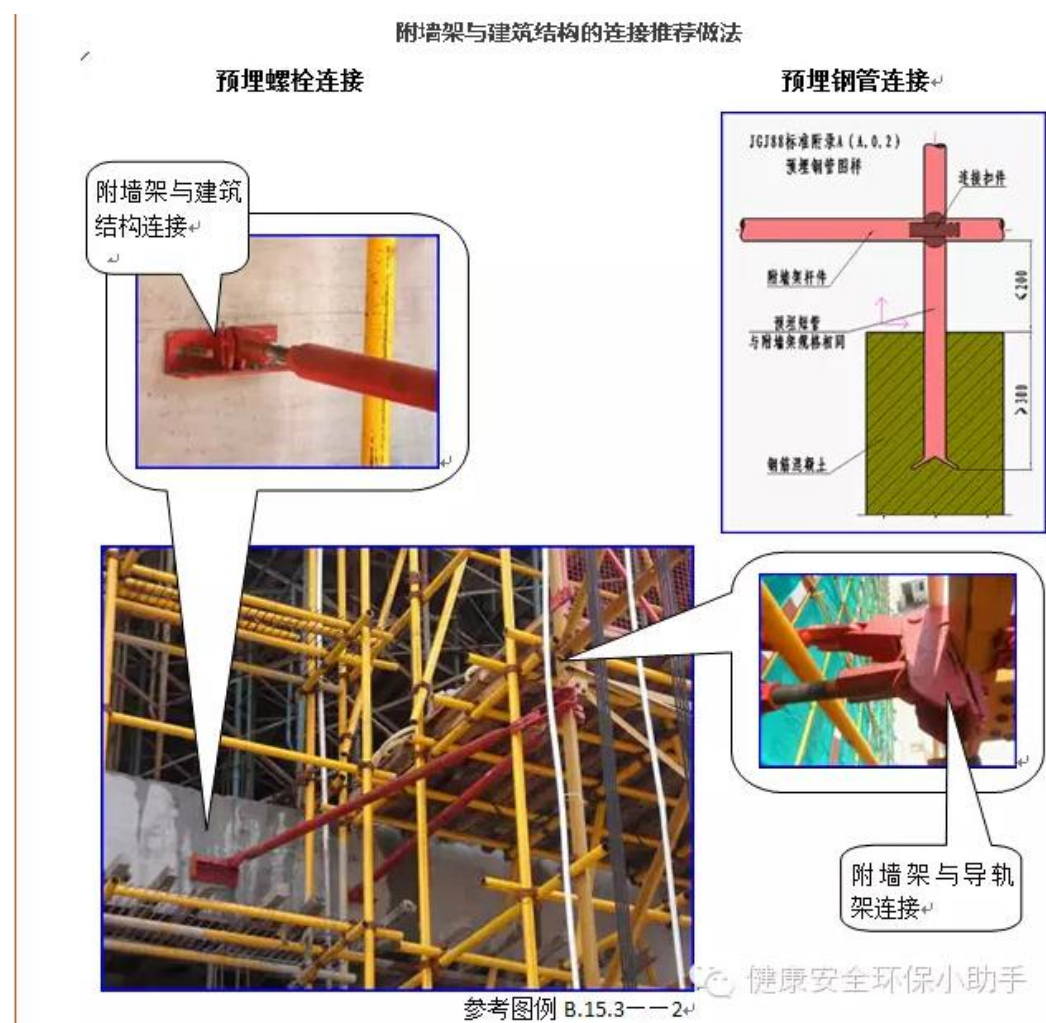 附墙架与建筑结构的连接推荐做法
预埋螺栓连接
预埋钢管连接
JGJ88标准附录A(A.0.2)
预埋钢管图样
连接扣件
附墙架与建筑
结构连接
附墙架杆件
≤200
预埋短管
与附墙架规格相同
≥300
钢筋混凝土
附墙架与导轨
架连接
健康安全环保小助手
参考图例 B.15.3——2